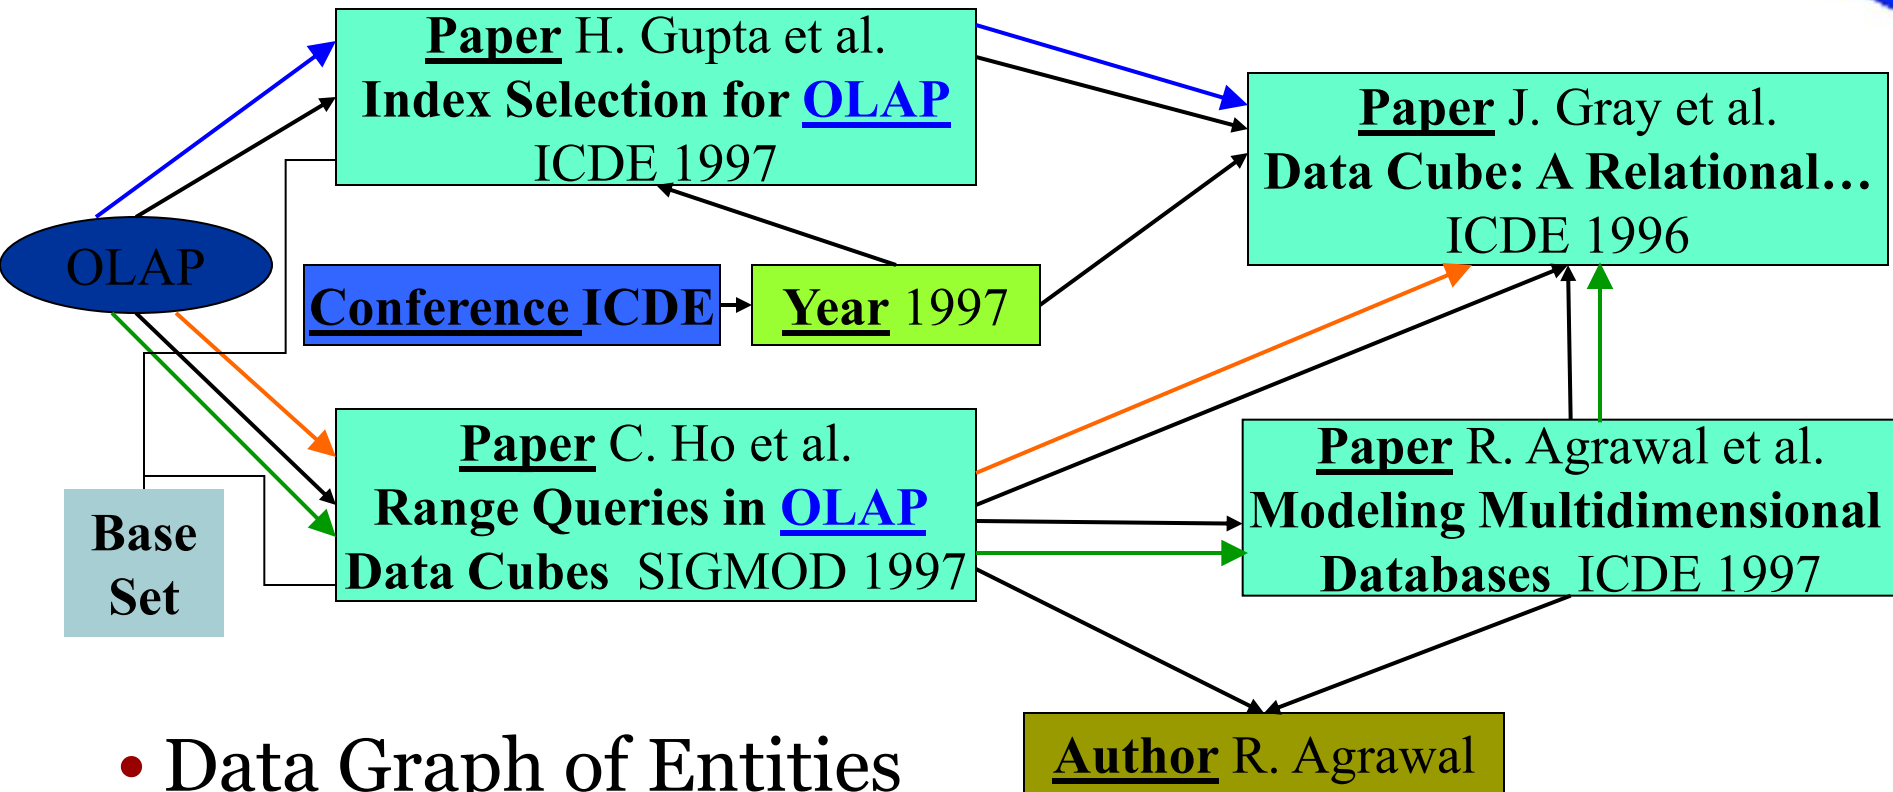 Paper H. Gupta et al.
Index Selection for OLAP
ICDE 1997
Paper J. Gray et al.
Data Cube: A Relational…
ICDE 1996
OLAP
Conference ICDE
Year 1997
Paper C. Ho et al.
Range Queries in OLAP
Data Cubes SIGMOD 1997
Paper R. Agrawal et al.
Modeling Multidimensional
Databases ICDE 1997
Base
Set
Author R. Agrawal
• Data Graph of Entities